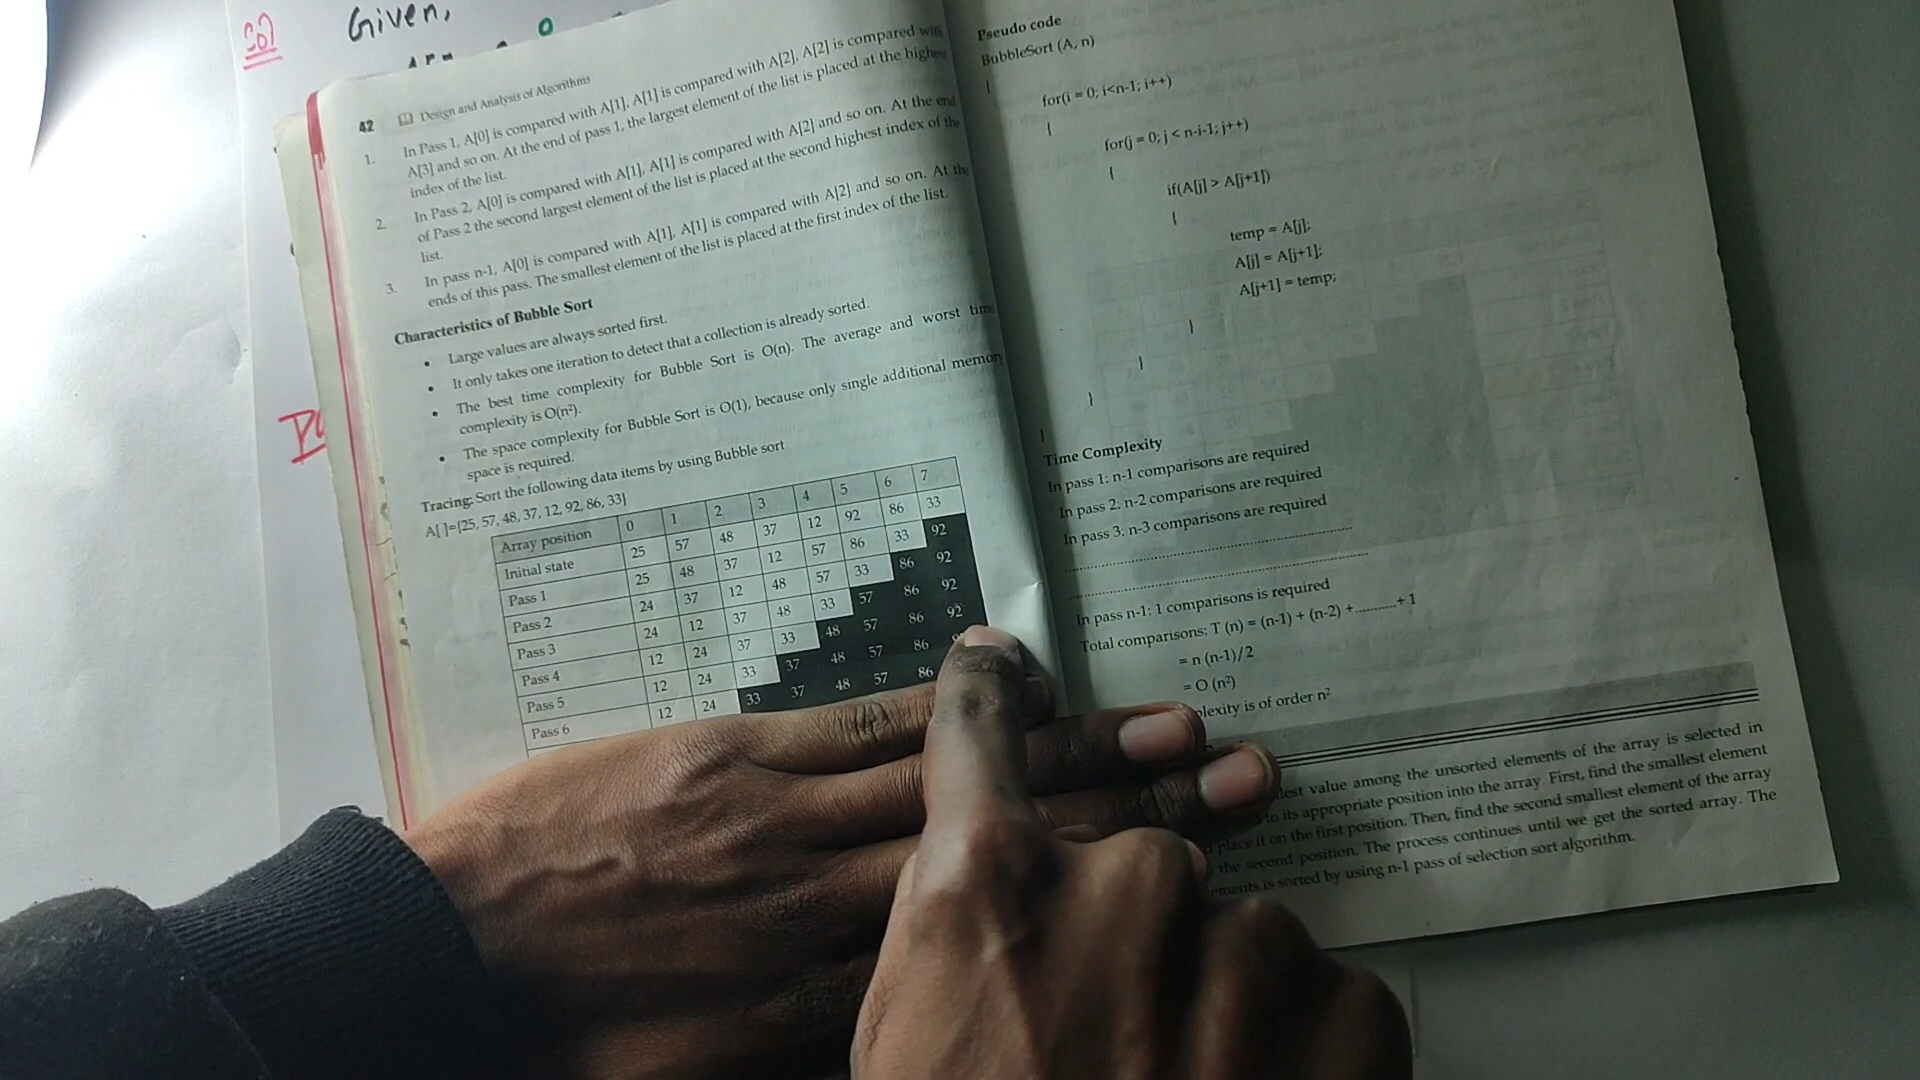 Given,
42 Design and Analysis of Algorithms
1. In Pass 1, A[0] is compared with A[1], A[1] is compared with A[2], A[2] is compared with
A[3] and so on. At the end of pass 1, the largest element of the list is placed at the highest
index of the list.
2. In Pass 2, A[0] is compared with A[1], A[1] is compared with A[2] and so on. At the end
of Pass 2 the second largest element of the list is placed at the second highest index of the
list.
3. In pass n-1, A[0] is compared with A[1], A[1] is compared with A[2] and so on. At the
ends of this pass. The smallest element of the list is placed at the first index of the list.
Characteristics of Bubble Sort
• Large values are always sorted first.
• It only takes one iteration to detect that a collection is already sorted.
• The best time complexity for Bubble Sort is O(n). The average and worst time
complexity is O(n²).
• The space complexity for Bubble Sort is O(1), because only single additional memory
space is required.
Tracing: Sort the following data items by using Bubble sort
A[ ]={25, 57, 48, 37, 12, 92, 86, 33}
Array position 0 1 2 3 4 5 6 7
Initial state 25 57 48 37 12 92 86 33
Pass 1 25 48 37 12 57 86 33 92
Pass 2 24 37 12 48 57 33 86 92
Pass 3 24 12 37 48 33 57 86 92
Pass 4 12 24 37 33 48 57 86 92
Pass 5 12 24 33 37 48 57 86
Pass 6 12 24 33 37 48 57 86
Pseudo code
BubbleSort (A, n)
{
for(i = 0; i<n-1; i++)
{
for(j = 0; j < n-i-1; j++)
{
if(A[j] > A[j+1])
{
temp = A[j];
A[j] = A[j+1];
A[j+1] = temp;
}
}
}
}
Time Complexity
In pass 1: n-1 comparisons are required
In pass 2: n-2 comparisons are required
In pass 3: n-3 comparisons are required
In pass n-1: 1 comparisons is required
Total comparisons: T (n) = (n-1) + (n-2) +...........+ 1
= n (n-1)/2
= O (n²)
is of order n²
value among the unsorted elements of the array is selected in
to its appropriate position into the array. First, find the smallest element
place it on the first position. Then, find the second smallest element of the array
the second position. The process continues until we get the sorted array. The
is sorted by using n-1 pass of selection sort algorithm.